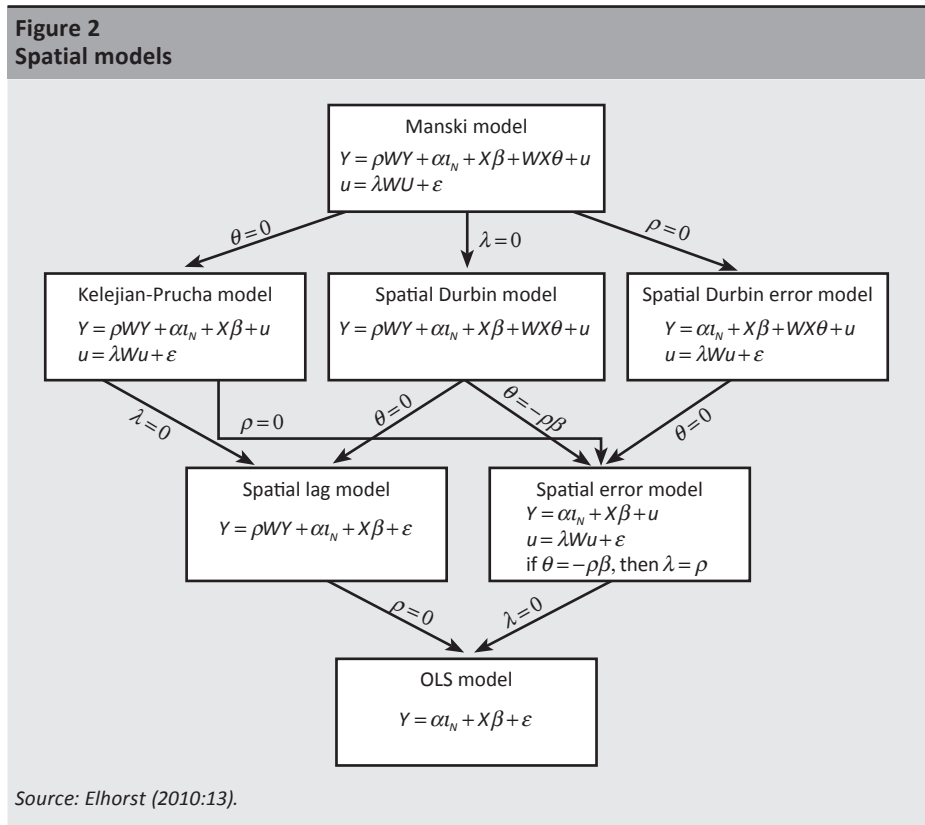 Figure 2
Spatial models
Manski model
Y = ρWY + αι_N + Xβ + WXθ + u
u = λWU + ε
θ = 0
λ = 0
ρ = 0
Kelejian-Prucha model
Y = ρWY + αι_N + Xβ + u
u = λWu + ε
Spatial Durbin model
Y = ρWY + αι_N + Xβ + WXθ + u
Spatial Durbin error model
Y = αι_N + Xβ + WXθ + u
u = λWu + ε
λ = 0
ρ = 0
θ = 0
θ = −ρβ
θ = 0
Spatial lag model
Y = ρWY + αι_N + Xβ + ε
Spatial error model
Y = αι_N + Xβ + u
u = λWu + ε
if θ = −ρβ, then λ = ρ
ρ = 0
λ = 0
OLS model
Y = αι_N + Xβ + ε
Source: Elhorst (2010:13).